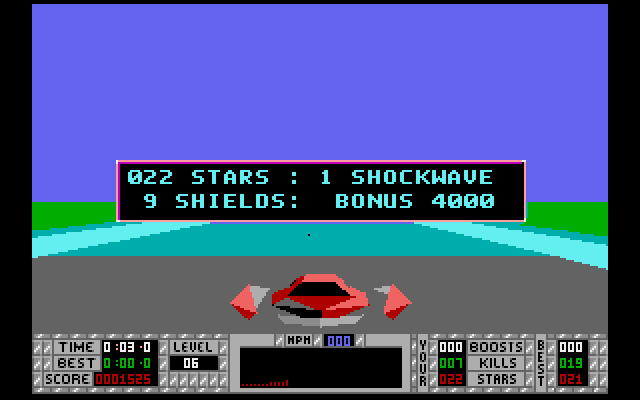 022 STARS : 1 SHOCKWAVE
9 SHIELDS: BONUS 4000
TIME 0:03·0
BEST 0:00·0
SCORE 0001525
LEVEL
06
MPH 000
YOUR
000 BOOSTS 000
007 KILLS 019
022 STARS 021
BEST